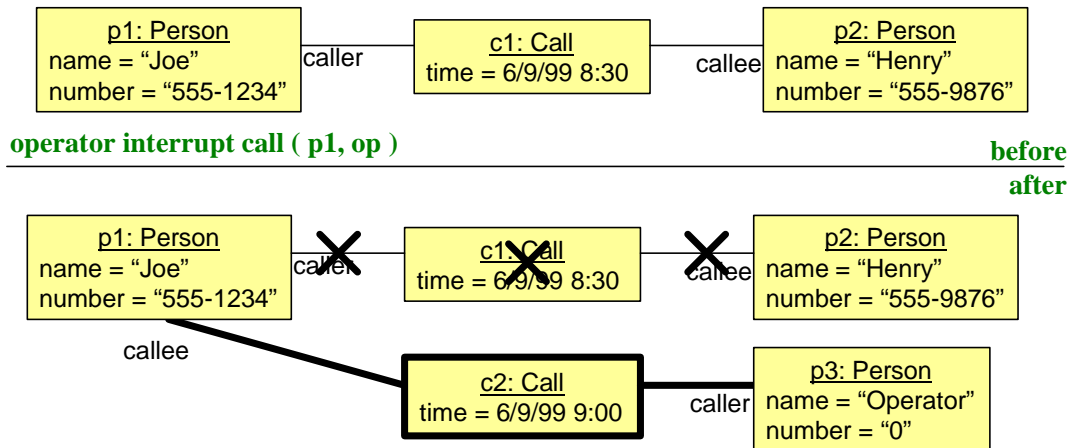 p1: Person
name = “Joe”
number = “555-1234”
caller
c1: Call
time = 6/9/99 8:30
callee
p2: Person
name = “Henry”
number = “555-9876”
operator interrupt call ( p1, op )
before
after
p1: Person
name = “Joe”
number = “555-1234”
caller
c1: Call
time = 6/9/99 8:30
callee
p2: Person
name = “Henry”
number = “555-9876”
callee
c2: Call
time = 6/9/99 9:00
caller
p3: Person
name = “Operator”
number = “0”